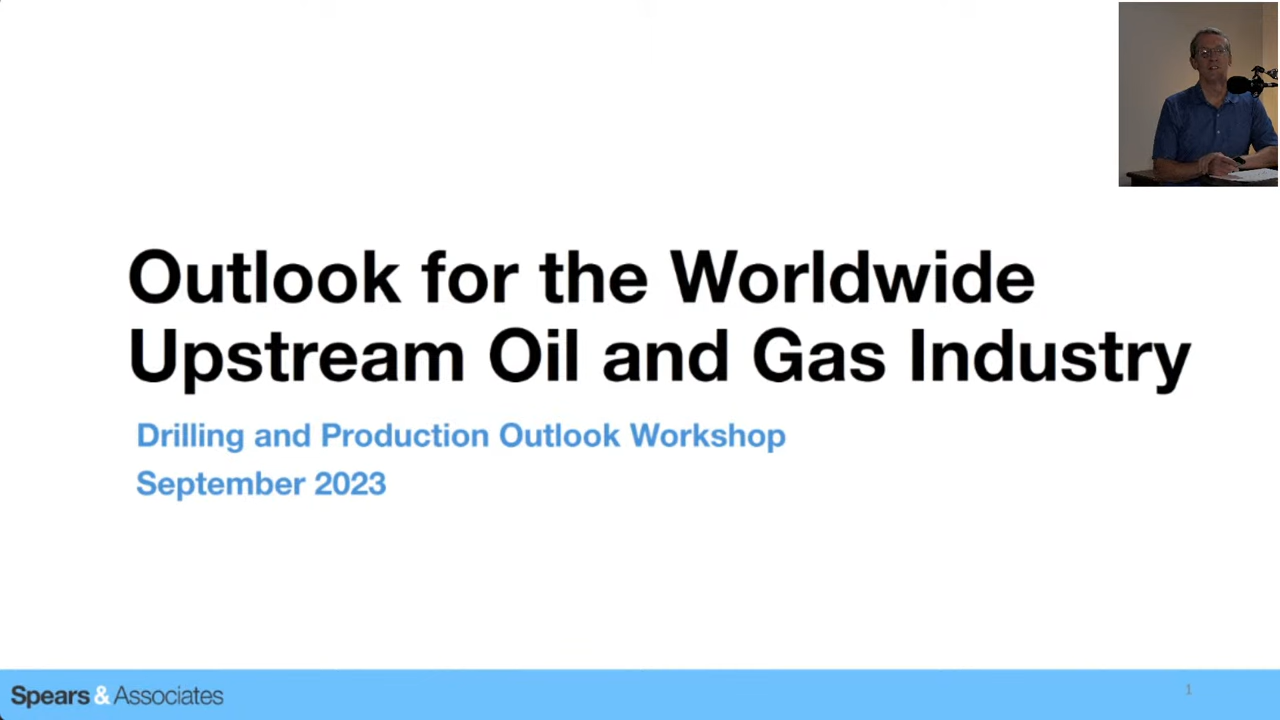 Outlook for the Worldwide
Upstream Oil and Gas Industry
Drilling and Production Outlook Workshop
September 2023
Spears & Associates
1